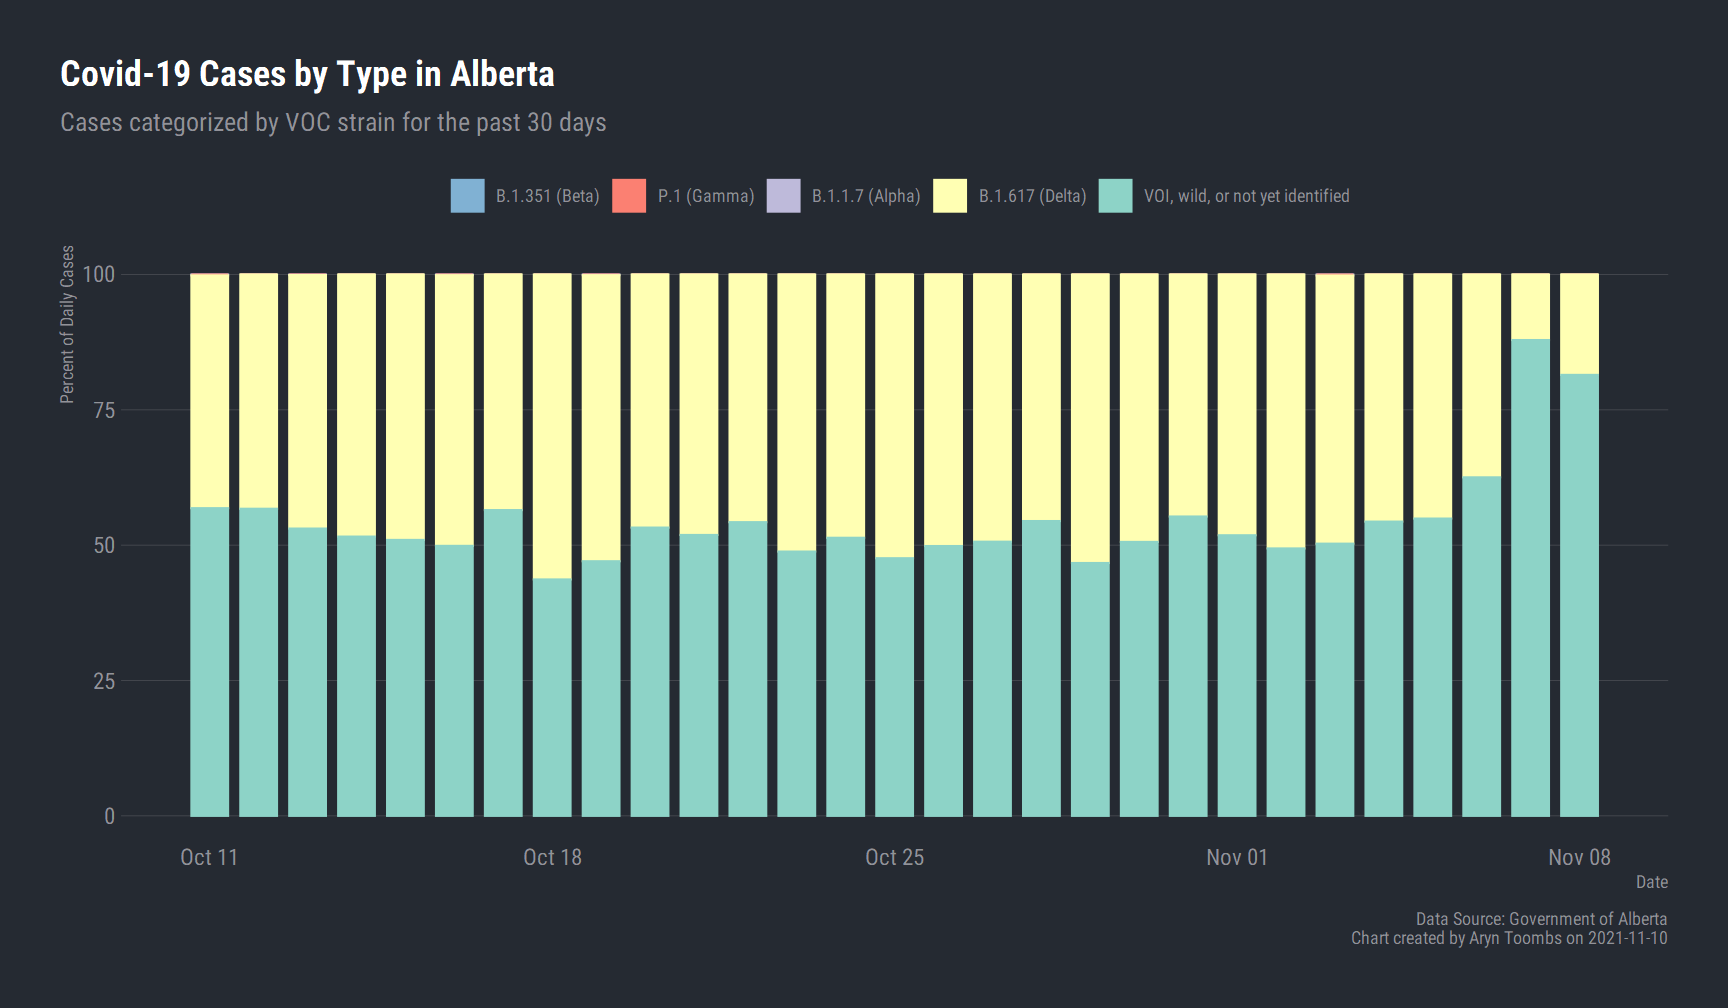 Covid-19 Cases by Type in Alberta
Cases categorized by VOC strain for the past 30 days
B.1.351 (Beta) P.1 (Gamma) B.1.1.7 (Alpha) B.1.617 (Delta) VOI, wild, or not yet identified
Percent of Daily Cases
100
75
50
25
0
Oct 11 Oct 18 Oct 25 Nov 01 Nov 08
Date
Data Source: Government of Alberta
Chart created by Aryn Toombs on 2021-11-10